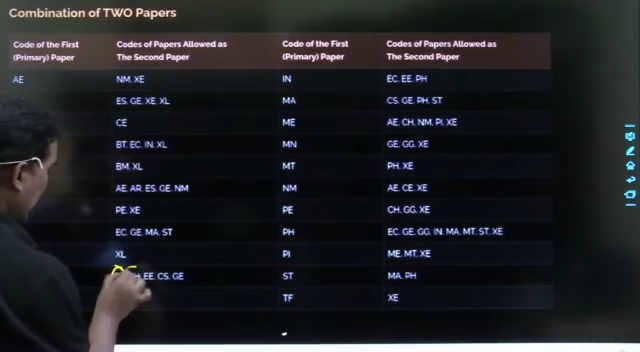 Combination of TWO Papers
Code of the First (Primary) Paper Codes of Papers Allowed as The Second Paper Code of the First (Primary) Paper Codes of Papers Allowed as The Second Paper
AE NM, XE IN EC, EE, PH
ES, GE, XE, XL MA CS, GE, PH, ST
CE ME AE, CH, NM, PI, XE
BT, EC, IN, XL MN GE, GG, XE
BM, XL MT PH, XE
AE, AR, ES, GE, NM NM AE, CE, XE
PE, XE PE CH, GG, XE
EC, GE, MA, ST PH EC, GE, GG, IN, MA, MT, ST, XE
XL PI ME, MT, XE
EE, CS, GE ST MA, PH
TF XE